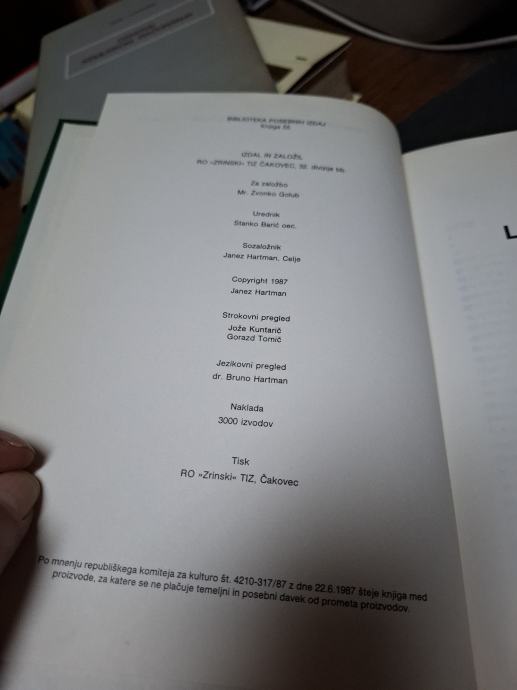 BIBLIOTEKA POSEBNIH IZDAJ
Knjiga 55
IZDAL IN ZALOŽIL
RO »ZRINSKI« TIZ ČAKOVEC, 32. divizije bb.
Za založbo
Mr. Zvonko Golub
Urednik
Stanko Barić oec.
Sozaložnik
Janez Hartman, Celje
Copyright 1987
Janez Hartman
Strokovni pregled
Jože Kuntarič
Gorazd Tomić
Jezikovni pregled
dr. Bruno Hartman
Naklada
3000 izvodov
Tisk
RO »Zrinski« TIZ, Čakovec
Po mnenju republiškega komiteja za kulturo št. 4210-317/87 z dne 22.6.1987 šteje knjiga med
proizvode, za katere se ne plačuje temeljni in posebni davek od prometa proizvodov.
L